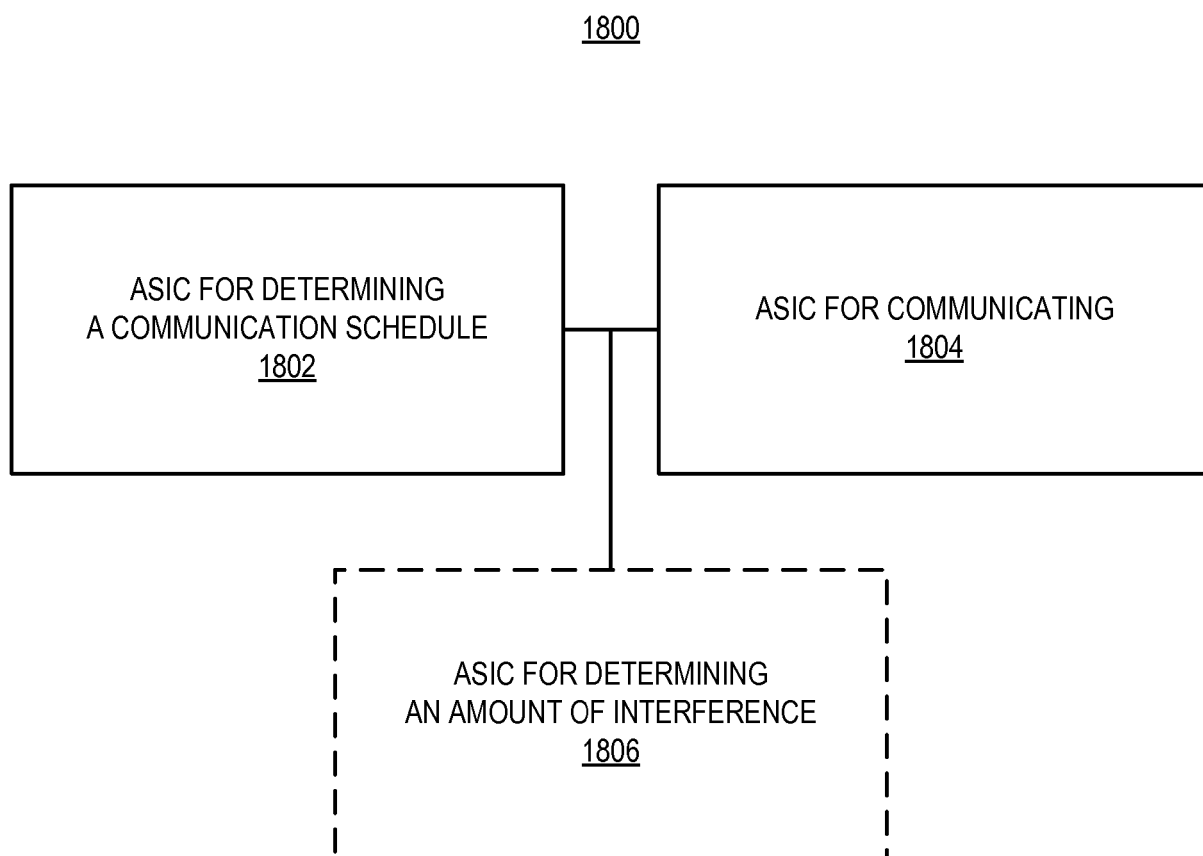 1800
ASIC FOR DETERMINING
A COMMUNICATION SCHEDULE
1802
ASIC FOR COMMUNICATING
1804
ASIC FOR DETERMINING
AN AMOUNT OF INTERFERENCE
1806